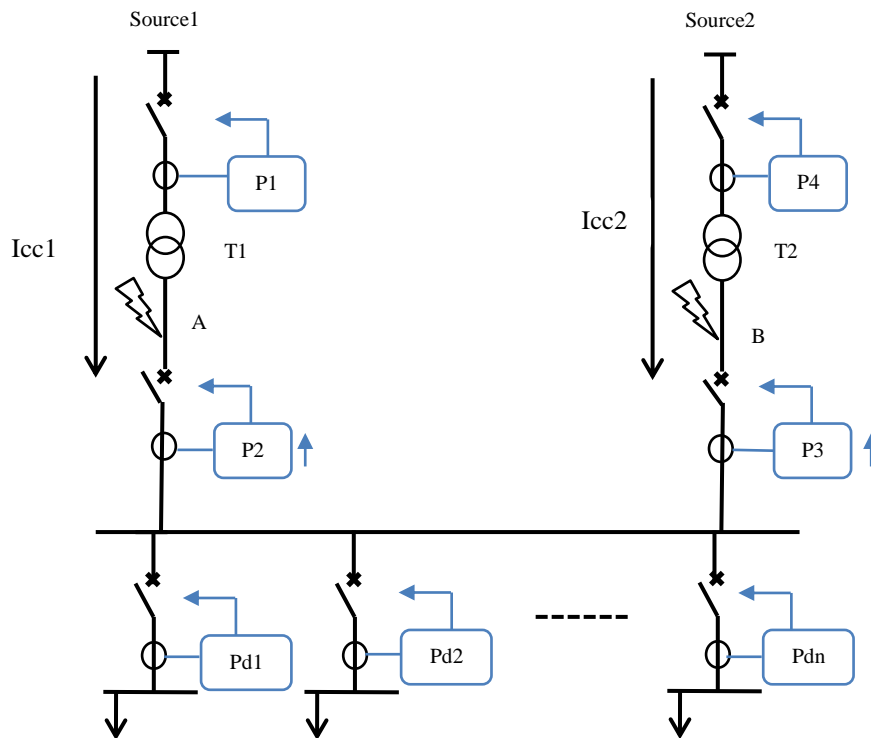 Source1
Source2
P1
P4
Icc1
Icc2
T1
T2
A
B
P2
P3
Pd1
Pd2
Pdn